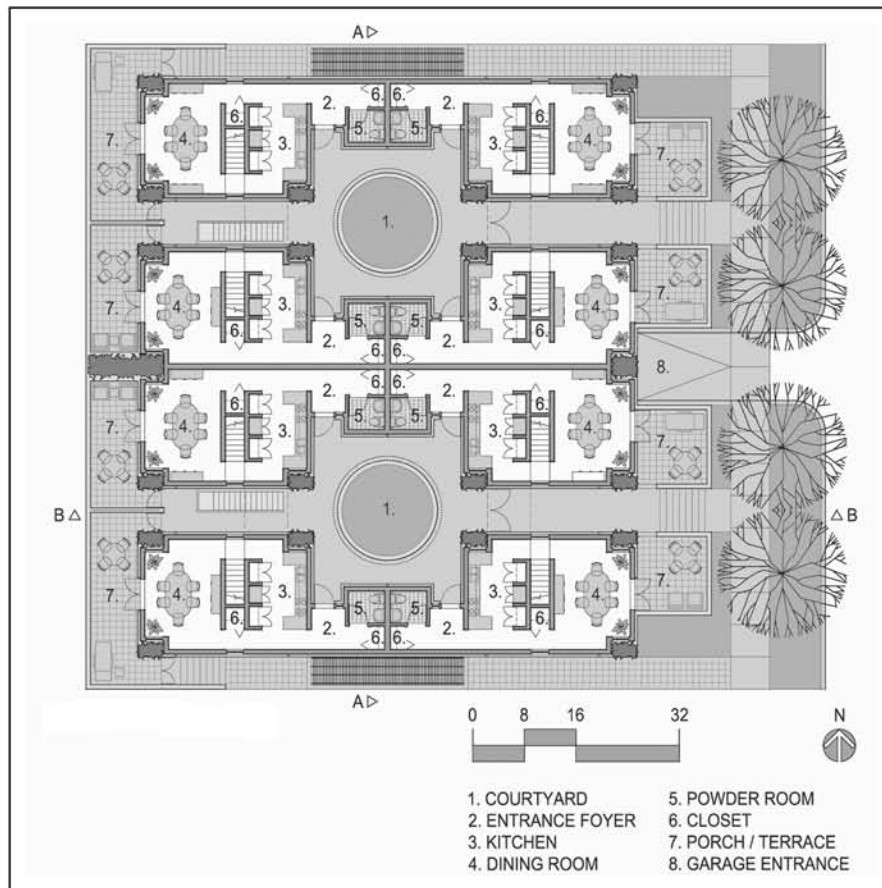 A
6. 2. 6. 6. 2. 6.
7. 4. 3. 5. 5. 3. 4. 7.
1.
7. 4. 3. 5. 5. 3. 4. 7.
6. 2. 6. 6. 2. 6.
8.
6. 2. 6. 6. 2. 6.
7. 4. 3. 5. 5. 3. 4. 7.
1.
B B
7. 4. 3. 5. 5. 3. 4. 7.
6. 2. 6. 6. 2. 6.
A
0 8 16 32
N
1. COURTYARD
2. ENTRANCE FOYER
3. KITCHEN
4. DINING ROOM
5. POWDER ROOM
6. CLOSET
7. PORCH / TERRACE
8. GARAGE ENTRANCE